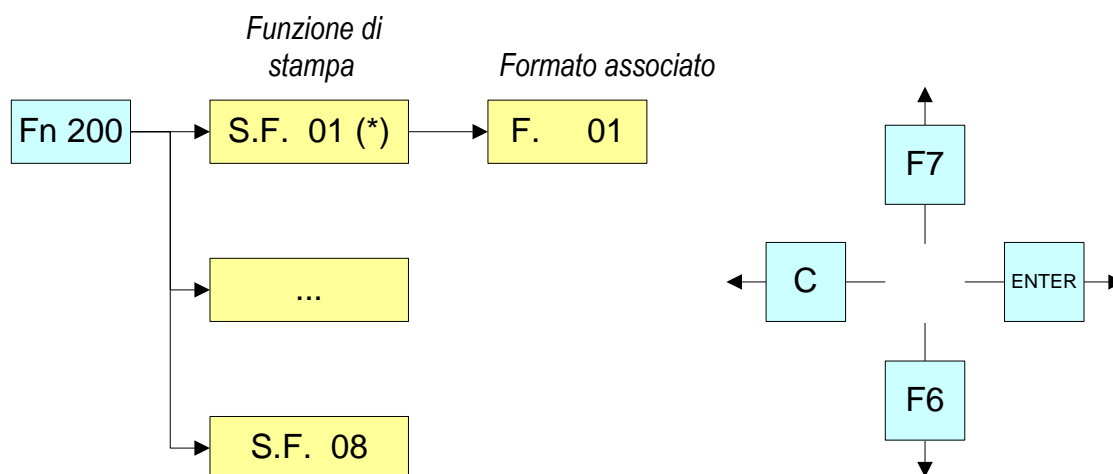 Funzione di
stampa
Formato associato
Fn 200
S.F. 01 (*)
F. 01
F7
...
C
ENTER
F6
S.F. 08